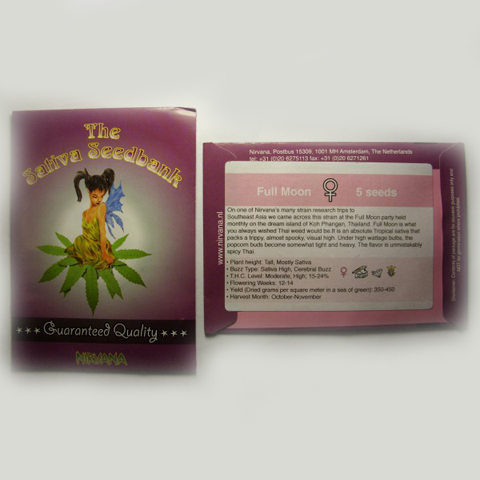 The
Sativa Seedbank
★★★ Guaranteed Quality ★★★
NIRVANA
Nirvana, Postbus 15309, 1001 MH Amsterdam, The Netherlands
tel: +31 (0)20 6275113 fax: +31 (0)20 6271261
www.nirvana.nl
Full Moon ♀ 5 seeds
On one of Nirvana's many strain research trips to
Southeast Asia we came across this strain at the Full Moon party held
monthly on the dream island of Koh Phangan, Thailand. Full Moon is what
you always wished Thai weed would be. It is an absolute Tropical sativa that
packs a trippy, almost spooky, visual high. Under high wattage bulbs, the
popcorn buds become somewhat tight and heavy. The flavor is unmistakably
spicy Thai.
• Plant height: Tall, Mostly Sativa
• Buzz Type: Sativa High, Cerebral Buzz
• T.H.C. Level: Moderate, High; 15-24%
• Flowering Weeks: 12-14
• Yield (Dried grams per square meter in a sea of green): 350-450
• Harvest Month: October-November